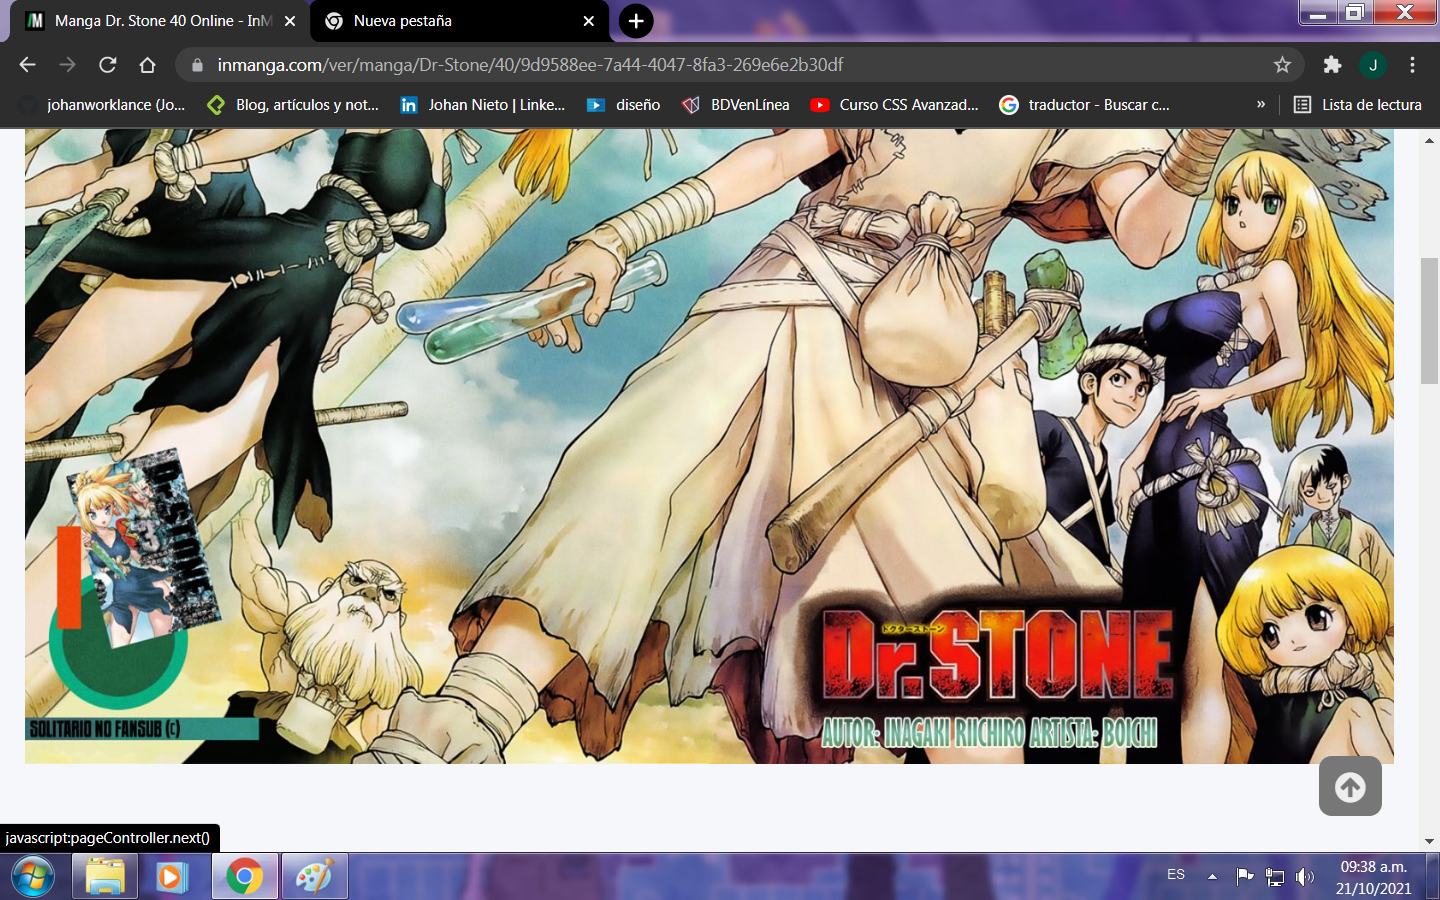 Manga Dr. Stone 40 Online - InM
Nueva pestaña
inmanga.com/ver/manga/Dr-Stone/40/9d9588ee-7a44-4047-8fa3-269e6e2b30df
J
johanworklance (Jo...
Blog, artículos y not...
Johan Nieto | Linke...
diseño
BDVenLínea
Curso CSS Avanzad...
traductor - Buscar c...
»
Lista de lectura
Dr.STONE
3
ドクターストーン
Dr.STONE
SOLITARIO NO FANSUB (C)
AUTOR: INAGAKI RIICHIRO ARTISTA: BOICHI
javascript:pageController.next()
ES
09:38 a.m.
21/10/2021